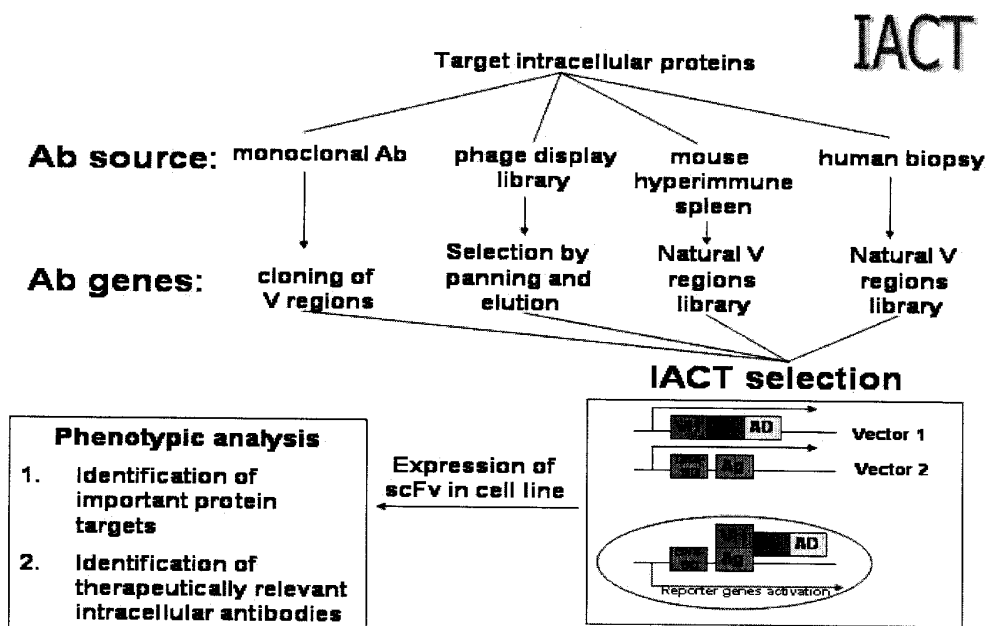 IACT
Target intracellular proteins
Ab source:
monoclonal Ab
phage display
library
mouse
hyperimmune
spleen
human biopsy
Ab genes:
cloning of
V regions
Selection by
panning and
elution
Natural V
regions
library
Natural V
regions
library
IACT selection
AD
Vector 1
Ag
Vector 2
AD
Ag
Reporter genes activation
Expression of
scFv in cell line
Phenotypic analysis
1. Identification of
important protein
targets
2. Identification of
therapeutically relevant
intracellular antibodies